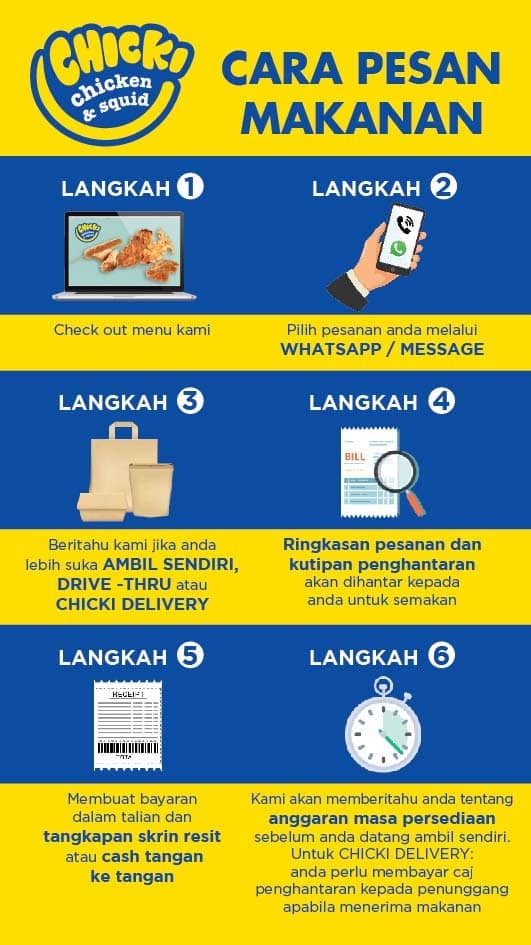 CHICKI
chicken
& squid
CARA PESAN
MAKANAN
LANGKAH 1
CHICKI
Check out menu kami
LANGKAH 2
Pilih pesanan anda melalui
WHATSAPP / MESSAGE
LANGKAH 3
Beritahu kami jika anda
lebih suka AMBIL SENDIRI,
DRIVE -THRU atau
CHICKI DELIVERY
LANGKAH 4
BILL
Ringkasan pesanan dan
kutipan penghantaran
akan dihantar kepada
anda untuk semakan
LANGKAH 5
RECEIPT
TOTAL
Membuat bayaran
dalam talian dan
tangkapan skrin resit
atau cash tangan
ke tangan
LANGKAH 6
Kami akan memberitahu anda tentang
anggaran masa persediaan
sebelum anda datang ambil sendiri.
Untuk CHICKI DELIVERY:
anda perlu membayar caj
penghantaran kepada penunggang
apabila menerima makanan